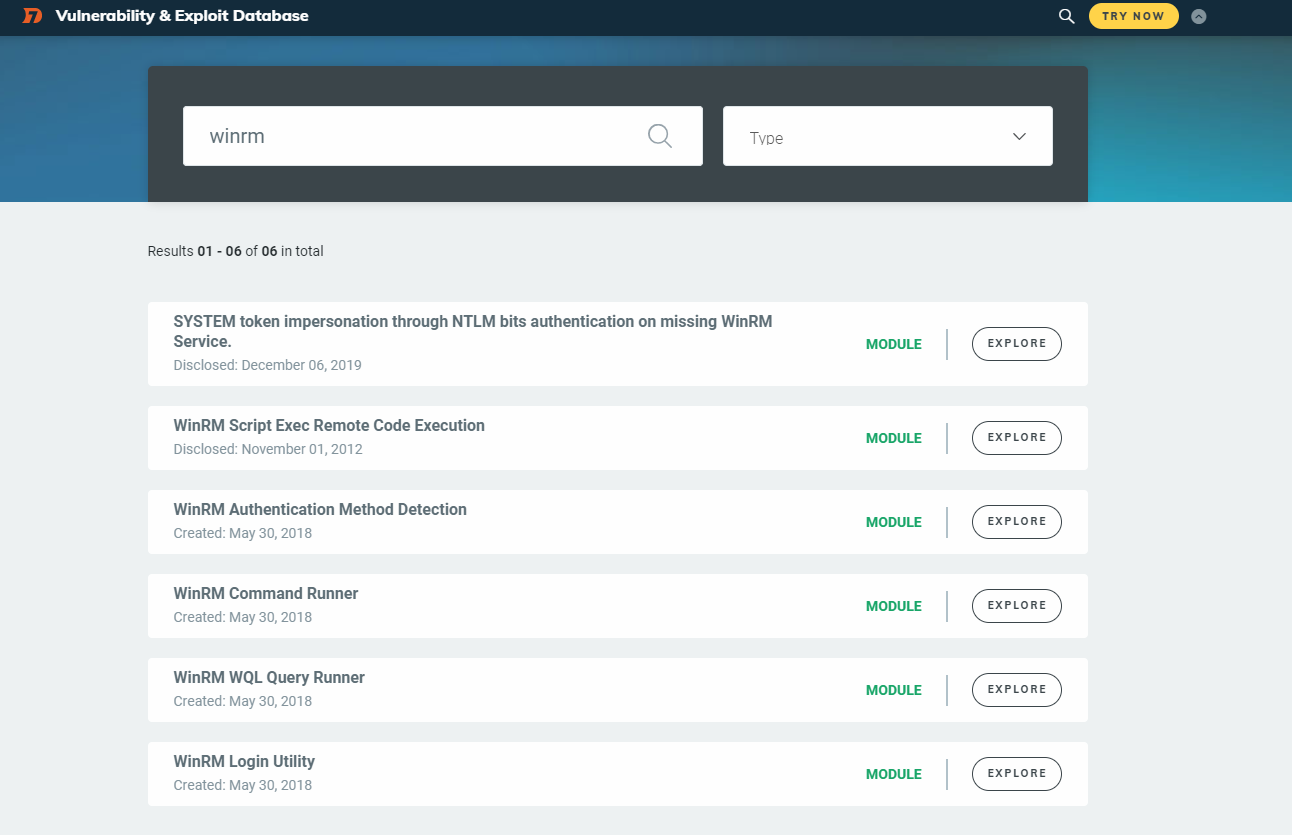 Vulnerability & Exploit Database
TRY NOW
winrm
Type
Results 01 - 06 of 06 in total
SYSTEM token impersonation through NTLM bits authentication on missing WinRM
Service.
Disclosed: December 06, 2019
MODULE
EXPLORE
WinRM Script Exec Remote Code Execution
Disclosed: November 01, 2012
MODULE
EXPLORE
WinRM Authentication Method Detection
Created: May 30, 2018
MODULE
EXPLORE
WinRM Command Runner
Created: May 30, 2018
MODULE
EXPLORE
WinRM WQL Query Runner
Created: May 30, 2018
MODULE
EXPLORE
WinRM Login Utility
Created: May 30, 2018
MODULE
EXPLORE